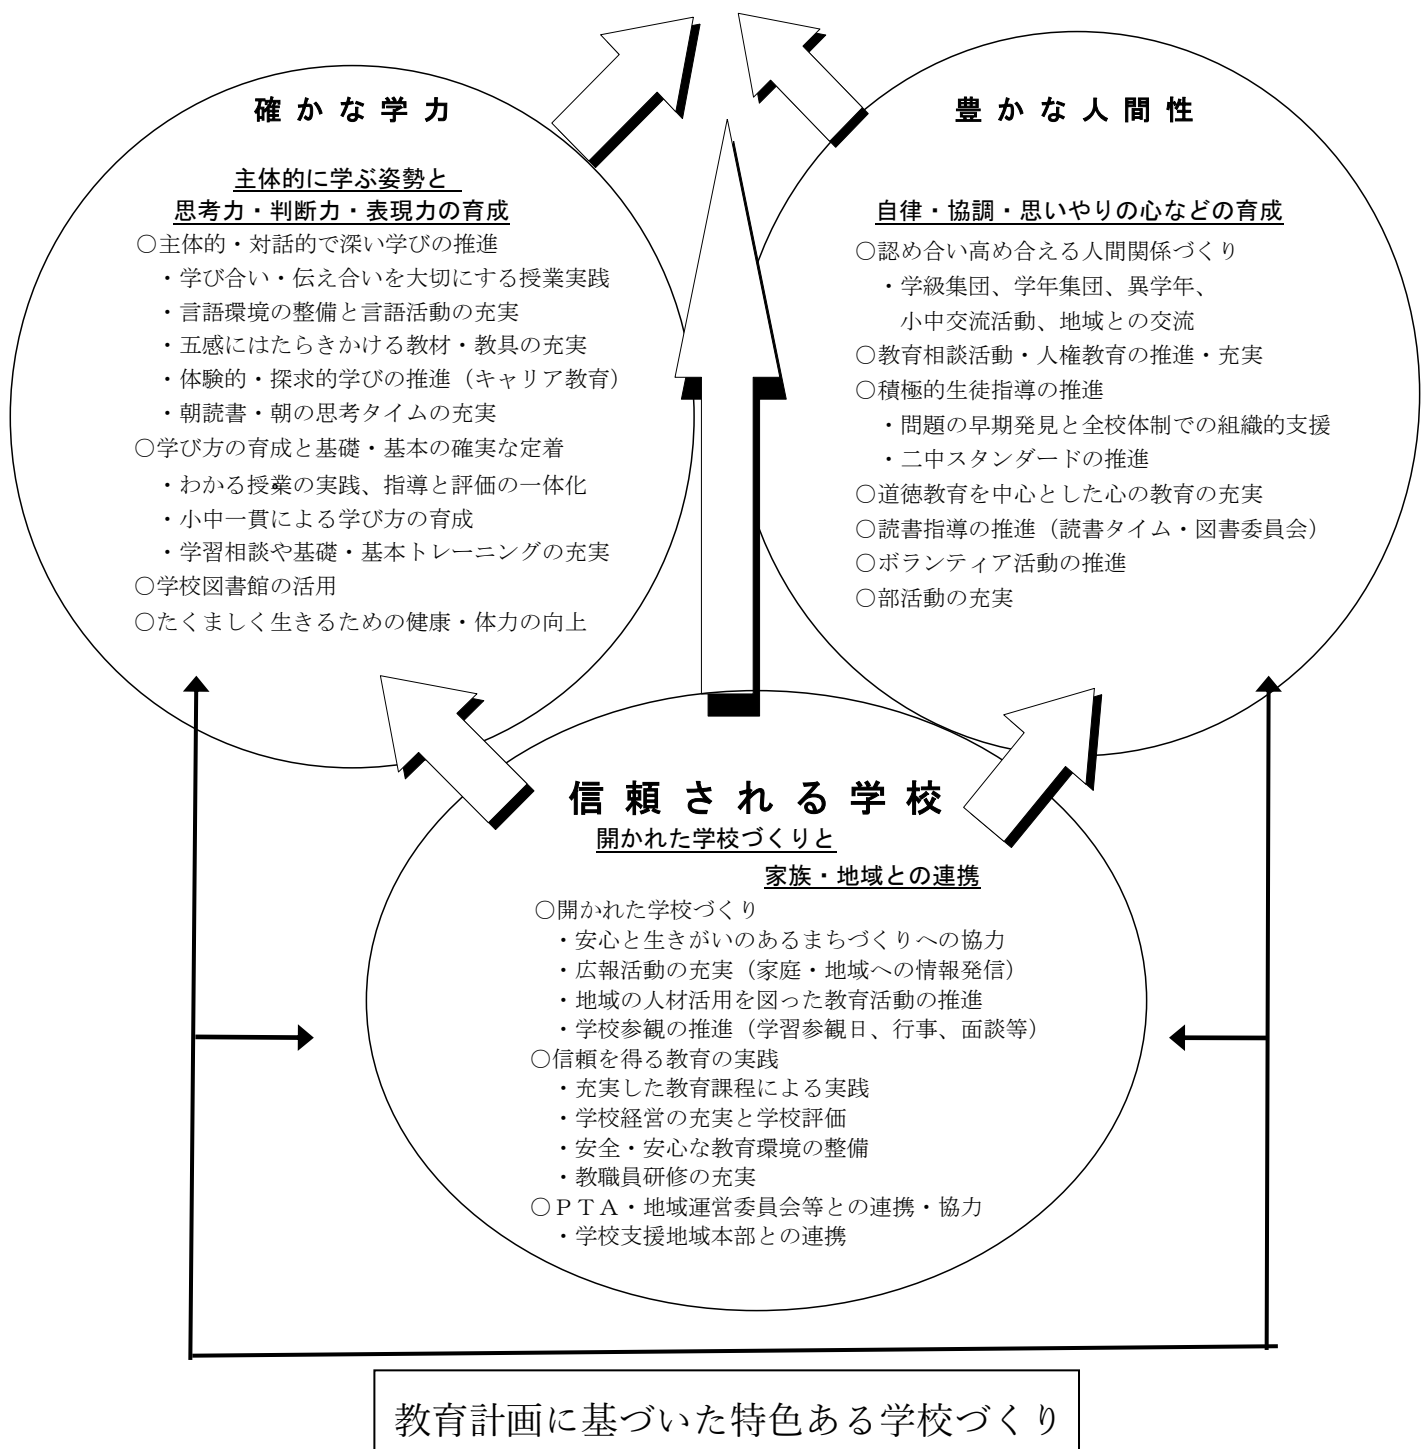 確かな学力
主体的に学ぶ姿勢と
思考力・判断力・表現力の育成
○主体的・対話的で深い学びの推進
・学び合い・伝え合いを大切にする授業実践
・言語環境の整備と言語活動の充実
・五感にはたらきかける教材・教具の充実
・体験的・探求的学びの推進（キャリア教育）
・朝読書・朝の思考タイムの充実
○学び方の育成と基礎・基本の確実な定着
・わかる授業の実践、指導と評価の一体化
・小中一貫による学び方の育成
・学習相談や基礎・基本トレーニングの充実
○学校図書館の活用
○たくましく生きるための健康・体力の向上
豊かな人間性
自律・協調・思いやりの心などの育成
○認め合い高め合える人間関係づくり
・学級集団、学年集団、異学年、
小中交流活動、地域との交流
○教育相談活動・人権教育の推進・充実
○積極的生徒指導の推進
・問題の早期発見と全校体制での組織的支援
・二中スタンダードの推進
○道徳教育を中心とした心の教育の充実
○読書指導の推進（読書タイム・図書委員会）
○ボランティア活動の推進
○部活動の充実
信頼される学校
開かれた学校づくりと
家族・地域との連携
○開かれた学校づくり
・安心と生きがいのあるまちづくりへの協力
・広報活動の充実（家庭・地域への情報発信）
・地域の人材活用を図った教育活動の推進
・学校参観の推進（学習参観日、行事、面談等）
○信頼を得る教育の実践
・充実した教育課程による実践
・学校経営の充実と学校評価
・安全・安心な教育環境の整備
・教職員研修の充実
○ＰＴＡ・地域運営委員会等との連携・協力
・学校支援地域本部との連携
教育計画に基づいた特色ある学校づくり